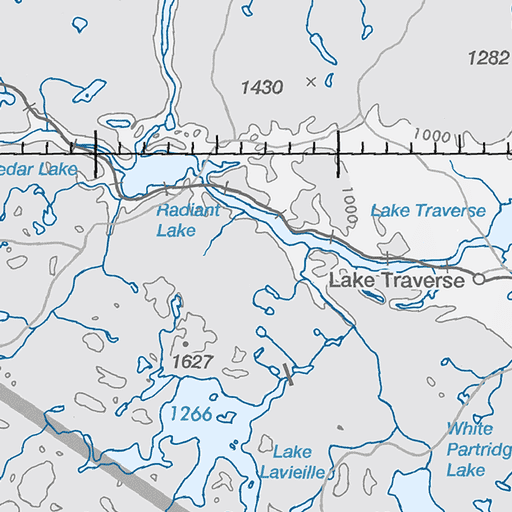 1282
1430
1000
edar Lake
1000
Radiant
Lake
Lake Traverse
Lake Traverse
1627
1266
White
Partridg
Lake
Lake
Lavieille